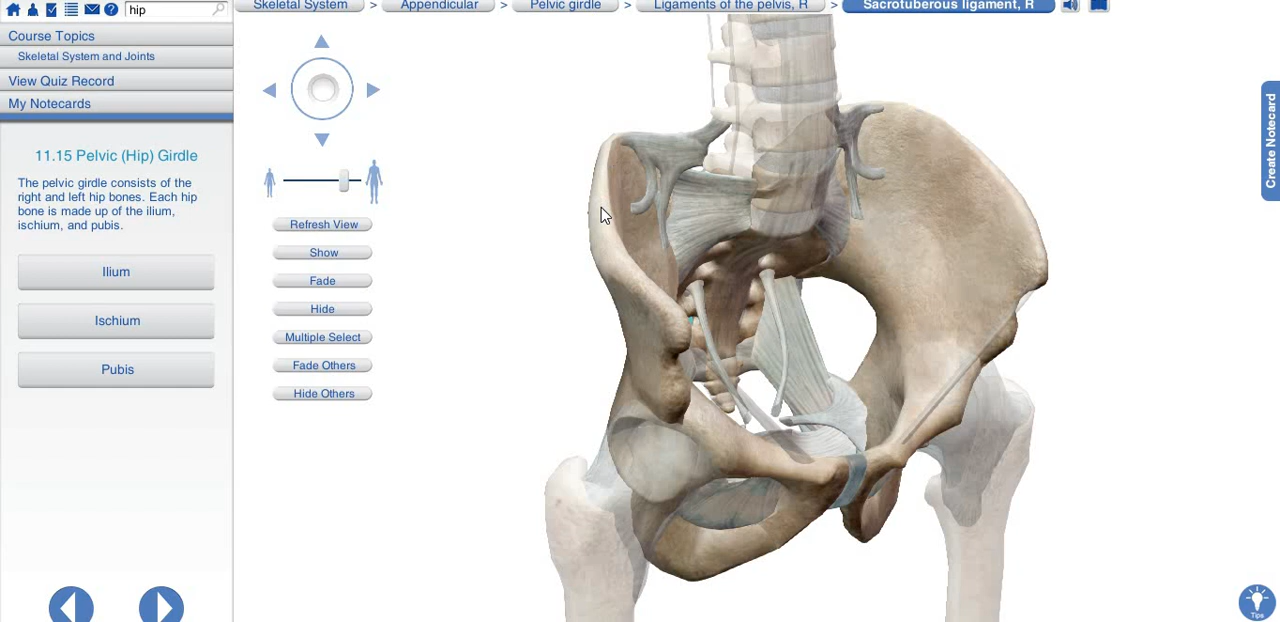 hip
Skeletal System > Appendicular > Pelvic girdle > Ligaments of the pelvis, R > Sacrotuberous ligament, R
Course Topics
Skeletal System and Joints
View Quiz Record
My Notecards
11.15 Pelvic (Hip) Girdle
The pelvic girdle consists of the
right and left hip bones. Each hip
bone is made up of the ilium,
ischium, and pubis.
Ilium
Ischium
Pubis
Refresh View
Show
Fade
Hide
Multiple Select
Fade Others
Hide Others
Create Notecard
Tips